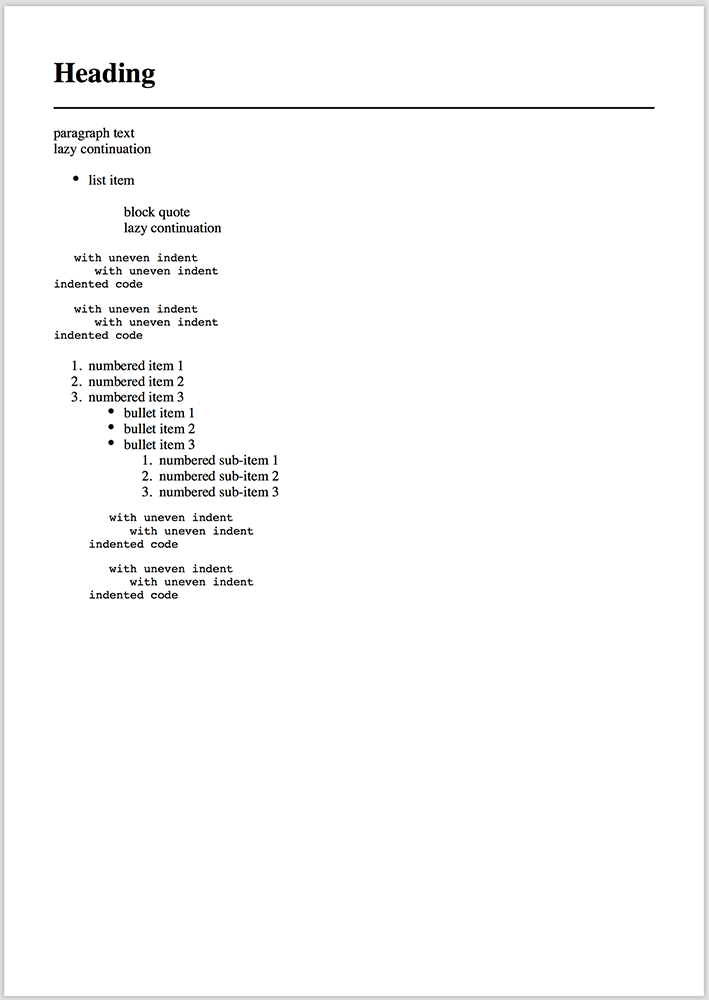 Heading
paragraph text
lazy continuation
• list item
block quote
lazy continuation
with uneven indent
with uneven indent
indented code
with uneven indent
with uneven indent
indented code
1. numbered item 1
2. numbered item 2
3. numbered item 3
• bullet item 1
• bullet item 2
• bullet item 3
1. numbered sub-item 1
2. numbered sub-item 2
3. numbered sub-item 3
with uneven indent
with uneven indent
indented code
with uneven indent
with uneven indent
indented code